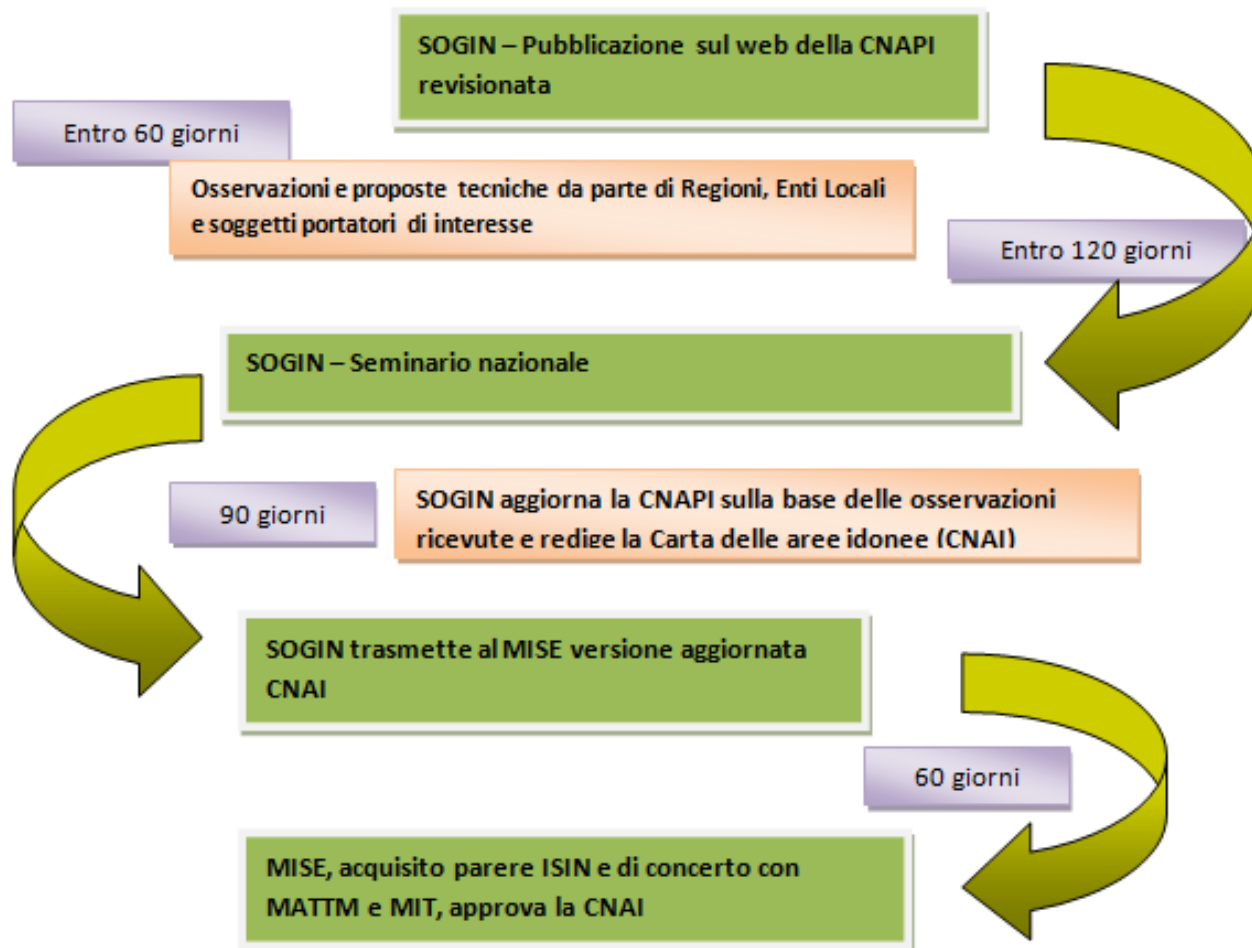 SOGIN – Pubblicazione sul web della CNAPI
revisionata
Entro 60 giorni
Osservazioni e proposte tecniche da parte di Regioni, Enti Locali
e soggetti portatori di interesse
Entro 120 giorni
SOGIN – Seminario nazionale
90 giorni
SOGIN aggiorna la CNAPI sulla base delle osservazioni
ricevute e redige la Carta delle aree idonee (CNAI)
SOGIN trasmette al MISE versione aggiornata
CNAI
60 giorni
MISE, acquisito parere ISIN e di concerto con
MATTM e MIT, approva la CNAI